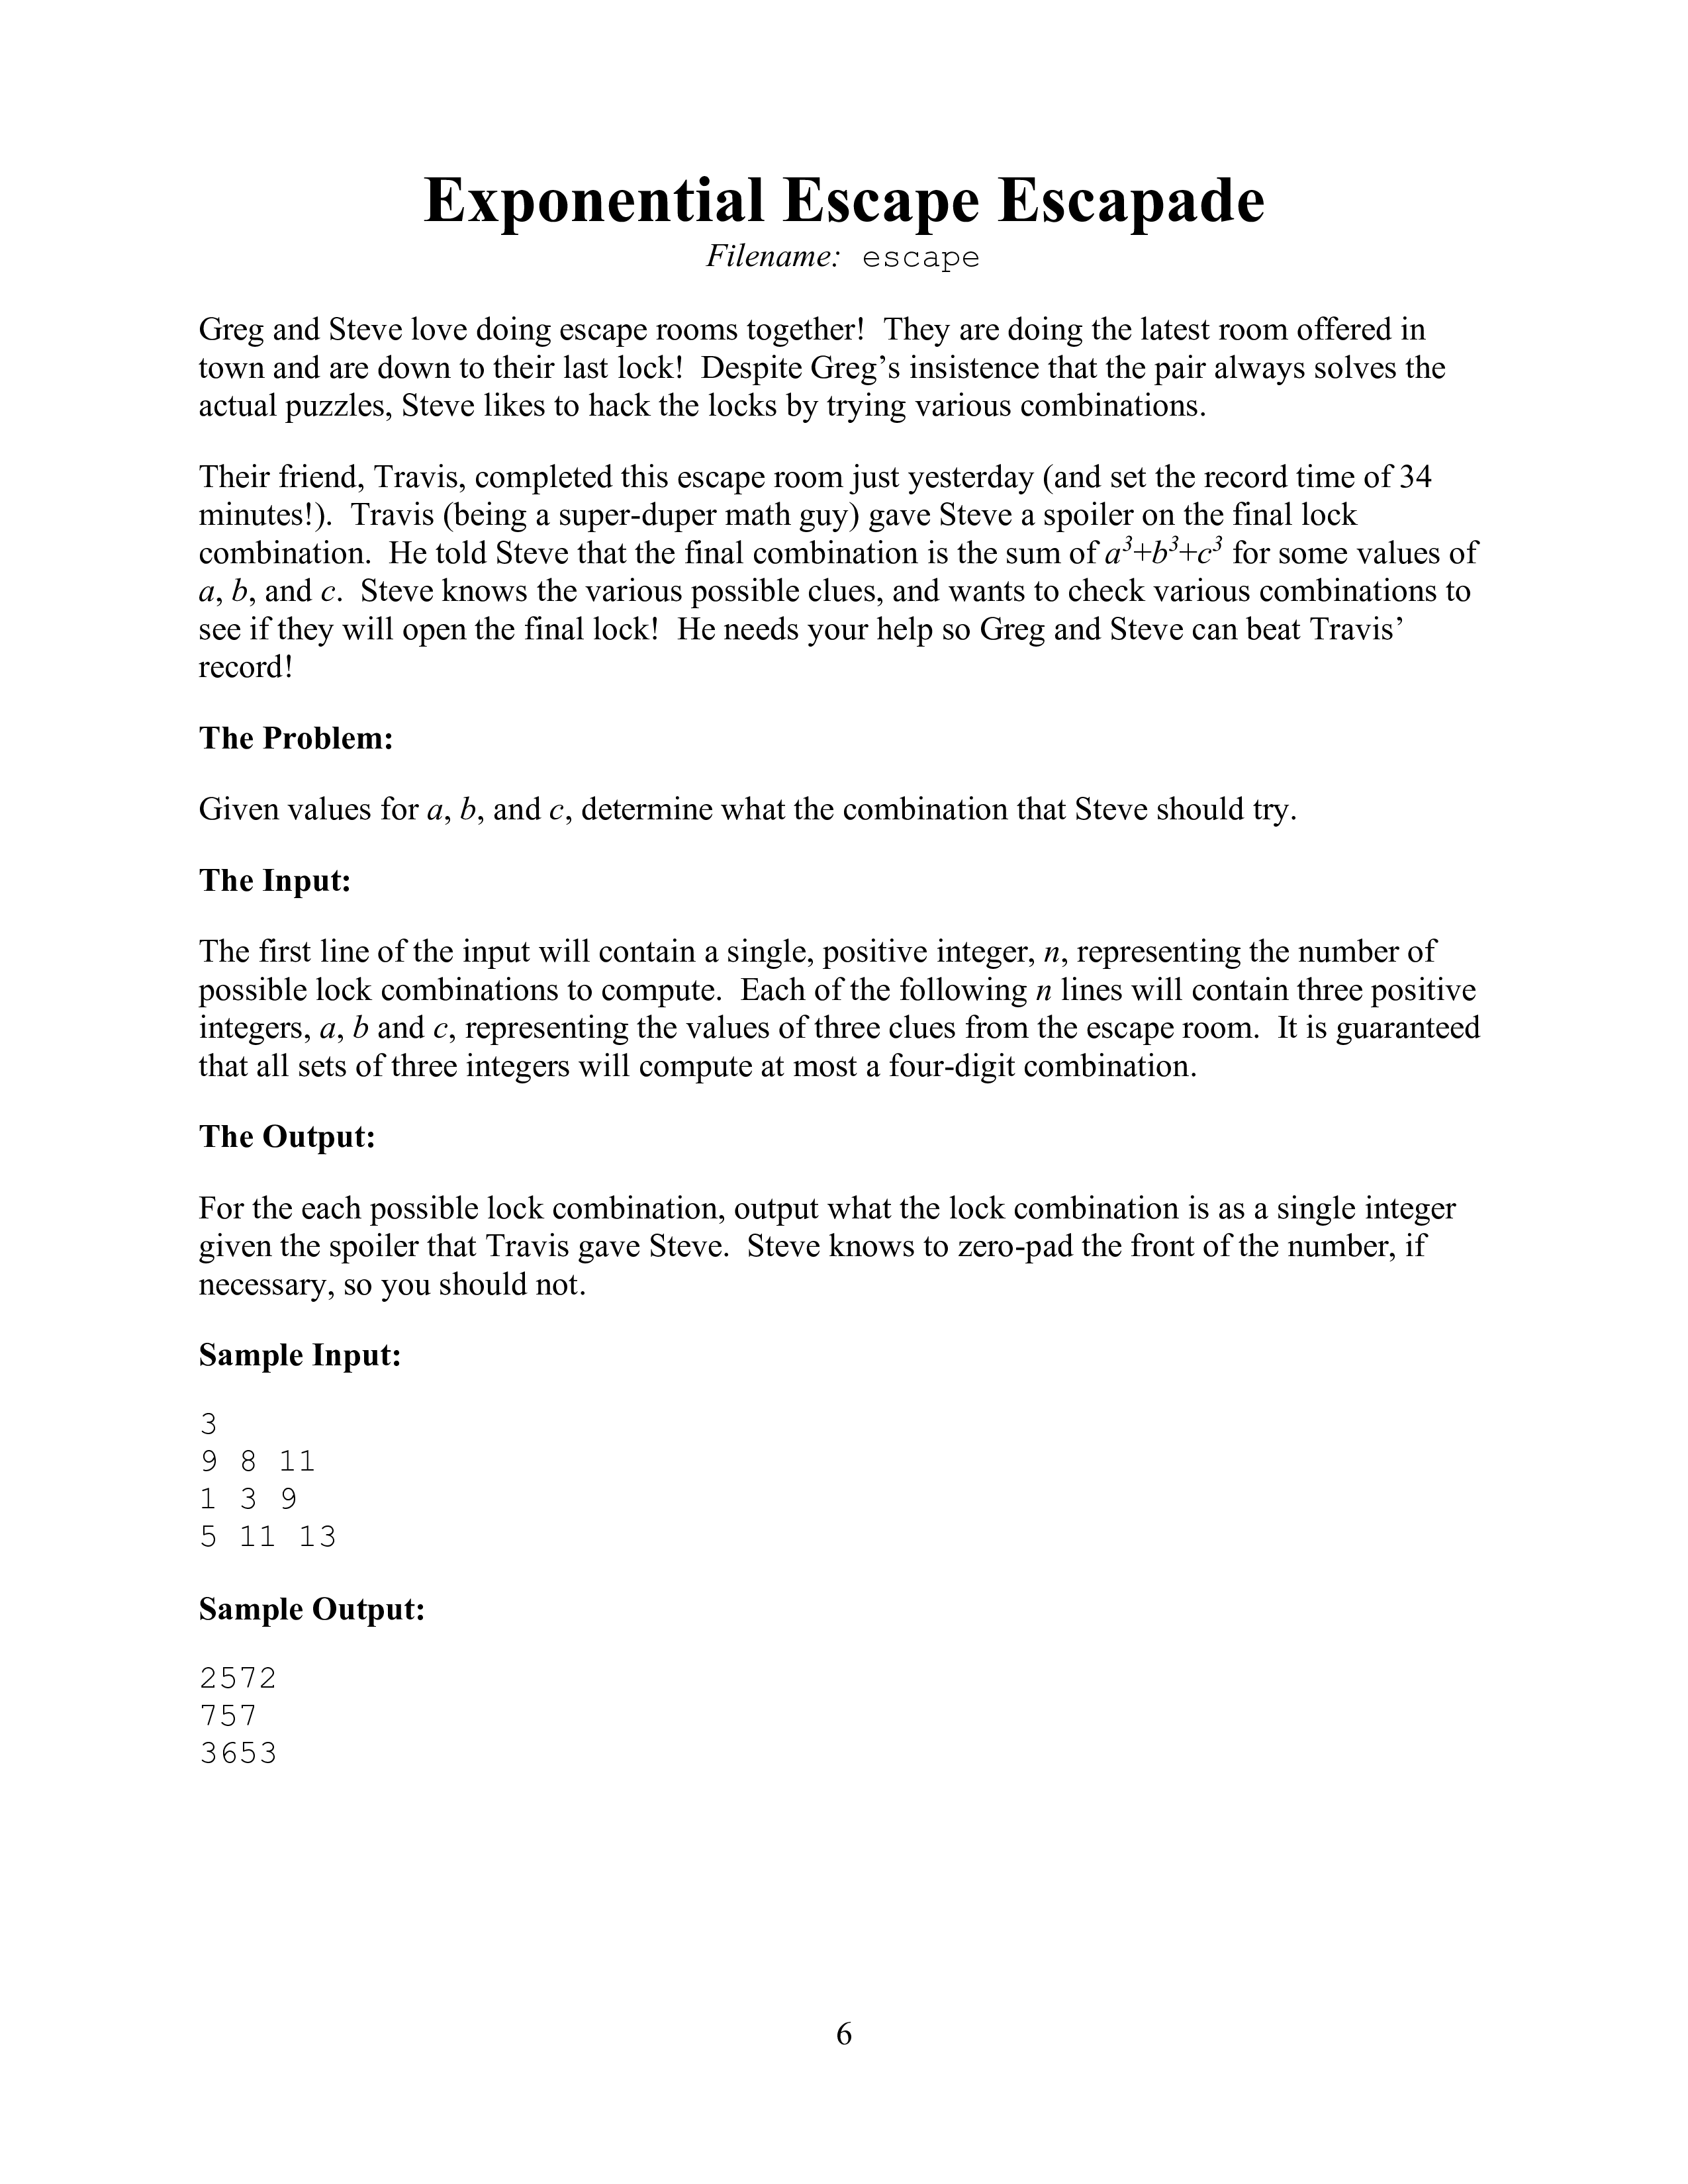 Exponential Escape Escapade
Filename: escape
Greg and Steve love doing escape rooms together! They are doing the latest room offered in
town and are down to their last lock! Despite Greg’s insistence that the pair always solves the
actual puzzles, Steve likes to hack the locks by trying various combinations.
Their friend, Travis, completed this escape room just yesterday (and set the record time of 34
minutes!). Travis (being a super-duper math guy) gave Steve a spoiler on the final lock
combination. He told Steve that the final combination is the sum of a³+b³+c³ for some values of
a, b, and c. Steve knows the various possible clues, and wants to check various combinations to
see if they will open the final lock! He needs your help so Greg and Steve can beat Travis’
record!
The Problem:
Given values for a, b, and c, determine what the combination that Steve should try.
The Input:
The first line of the input will contain a single, positive integer, n, representing the number of
possible lock combinations to compute. Each of the following n lines will contain three positive
integers, a, b and c, representing the values of three clues from the escape room. It is guaranteed
that all sets of three integers will compute at most a four-digit combination.
The Output:
For the each possible lock combination, output what the lock combination is as a single integer
given the spoiler that Travis gave Steve. Steve knows to zero-pad the front of the number, if
necessary, so you should not.
Sample Input:
3
9 8 11
1 3 9
5 11 13
Sample Output:
2572
757
3653
6